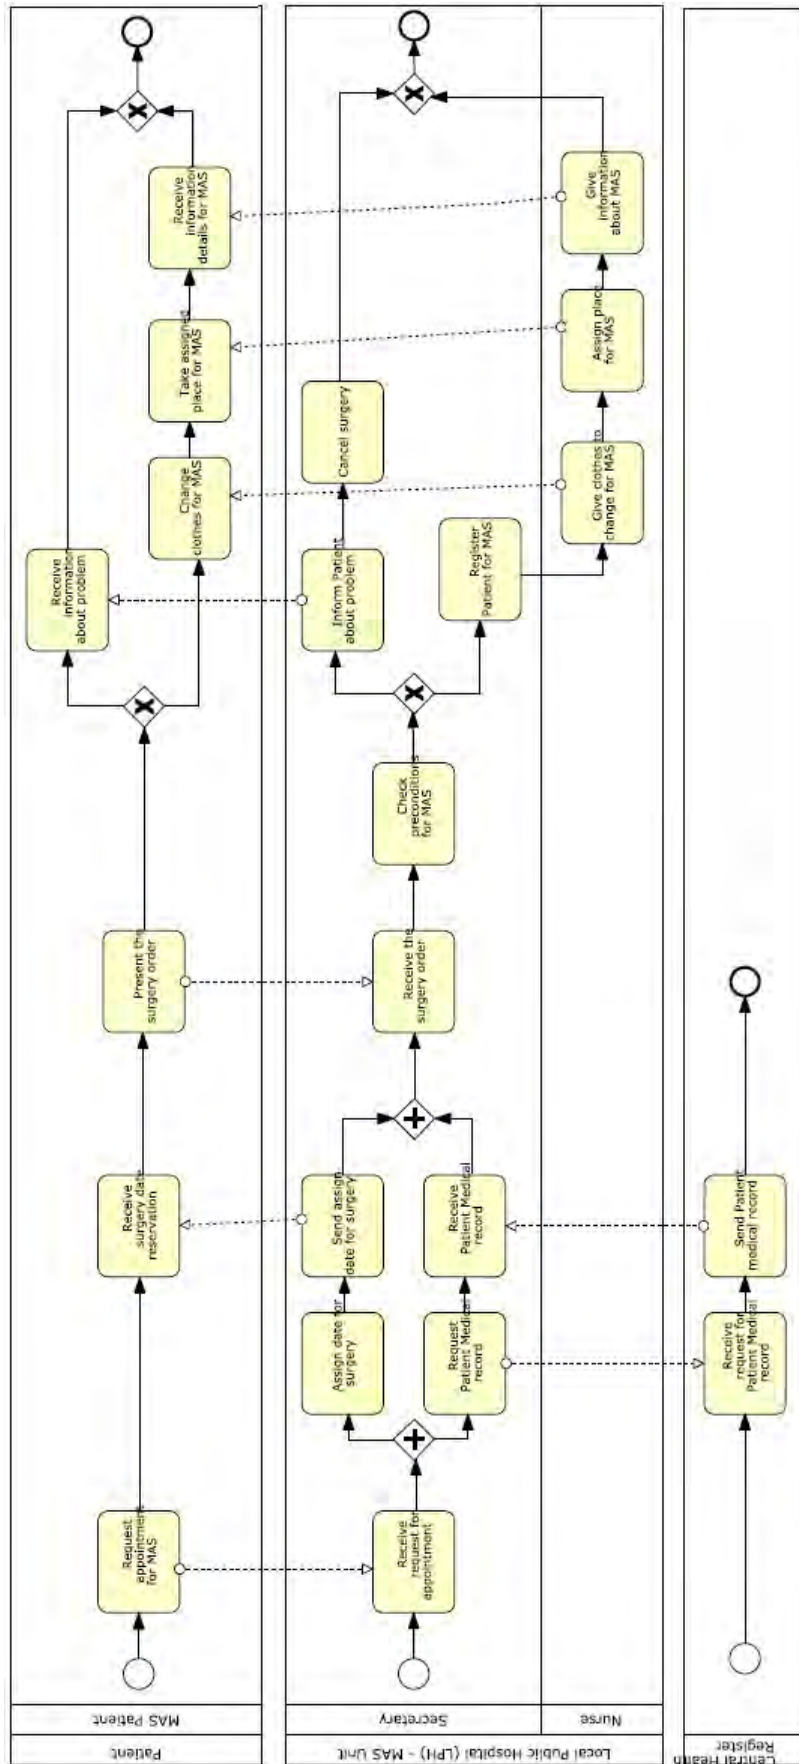 Patient
MAS Patient
Request
appointment
for MAS
Receive
surgery date
reservation
Present the
surgery order
Receive
information
about problem
Change
clothes for MAS
Take assigned
place for MAS
Receive
information
details for MAS
Local Public Hospital (LPH) - MAS Unit
Secretary
Receive
request for
appointment
Assign date for
surgery
Send assign
date for surgery
Request
Patient Medical
record
Receive
Patient Medical
record
Receive the
surgery order
Check
preconditions
for MAS
Inform Patient
about problem
Cancel surgery
Register
Patient for MAS
Nurse
Give clothes to
change for MAS
Assign place
for MAS
Give
information
about MAS
Central Health
Register
Receive
request for
Patient Medical
record
Send Patient
medical record